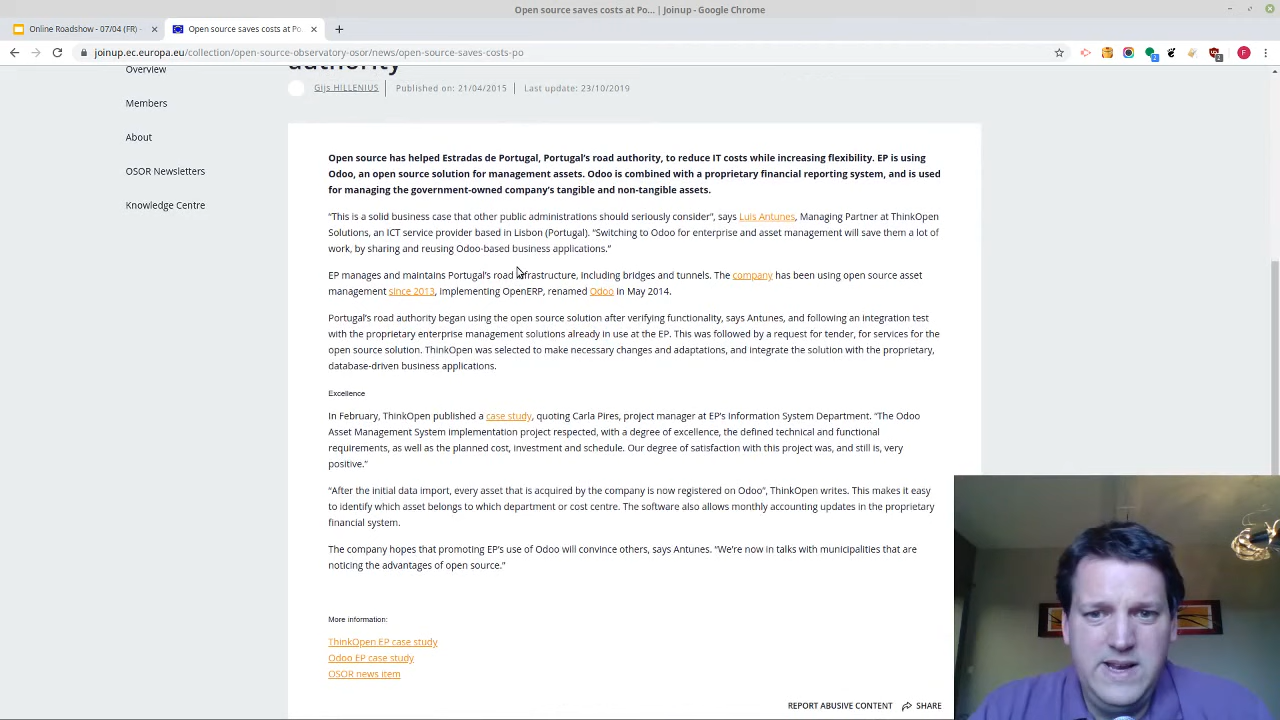 Open source saves costs at Po... | Joinup - Google Chrome
Online Roadshow - 07/04 (FR) -
Open source saves costs at Po.
joinup.ec.europa.eu/collection/open-source-observatory-osor/news/open-source-saves-costs-po
2
2
F
authority
Overview
Members
About
OSOR Newsletters
Knowledge Centre
Gijs HILLENIUS
Published on: 21/04/2015
Last update: 23/10/2019
Open source has helped Estradas de Portugal, Portugal's road authority, to reduce IT costs while increasing flexibility. EP is using
Odoo, an open source solution for management assets. Odoo is combined with a proprietary financial reporting system, and is used
for managing the government-owned company's tangible and non-tangible assets.
“This is a solid business case that other public administrations should seriously consider”, says Luis Antunes, Managing Partner at ThinkOpen
Solutions, an ICT service provider based in Lisbon (Portugal). “Switching to Odoo for enterprise and asset management will save them a lot of
work, by sharing and reusing Odoo-based business applications.”
EP manages and maintains Portugal's road infrastructure, including bridges and tunnels. The company has been using open source asset
management since 2013, implementing OpenERP, renamed Odoo in May 2014.
Portugal's road authority began using the open source solution after verifying functionality, says Antunes, and following an integration test
with the proprietary enterprise management solutions already in use at the EP. This was followed by a request for tender, for services for the
open source solution. ThinkOpen was selected to make necessary changes and adaptations, and integrate the solution with the proprietary,
database-driven business applications.
Excellence
In February, ThinkOpen published a case study, quoting Carla Pires, project manager at EP's Information System Department. “The Odoo
Asset Management System implementation project respected, with a degree of excellence, the defined technical and functional
requirements, as well as the planned cost, investment and schedule. Our degree of satisfaction with this project was, and still is, very
positive.”
“After the initial data import, every asset that is acquired by the company is now registered on Odoo”, ThinkOpen writes. This makes it easy
to identify which asset belongs to which department or cost centre. The software also allows monthly accounting updates in the proprietary
financial system.
The company hopes that promoting EP's use of Odoo will convince others, says Antunes. “We're now in talks with municipalities that are
noticing the advantages of open source.”
More information:
ThinkOpen EP case study
Odoo EP case study
OSOR news item
REPORT ABUSIVE CONTENT
SHARE